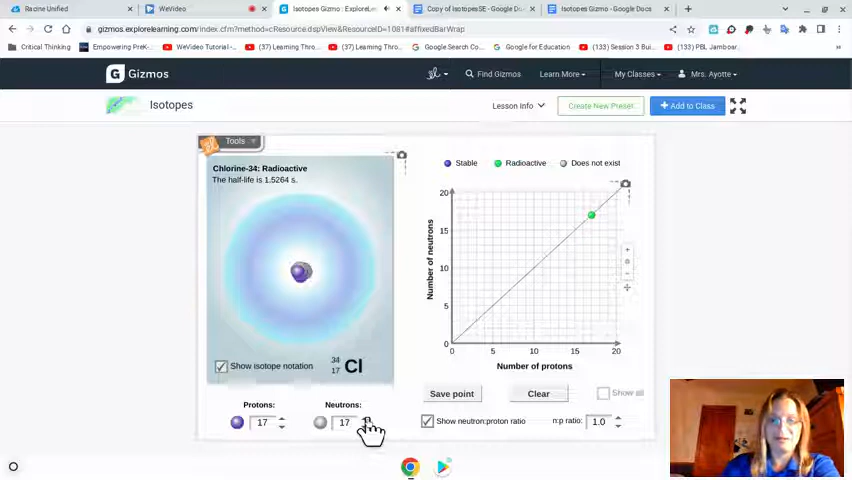 Racine Unified
WeVideo
Isotopes Gizmo : ExploreLe
Copy of IsotopesSE - Google Do
Isotopes Gizmo - Google Docs
gizmos.explorelearning.com/index.cfm?method=cResource.dspView&ResourceID=1081#affixedBarWrap
Critical Thinking
Empowering PreK-...
WeVideo Tutorial -...
(37) Learning Thro...
(37) Learning Thro...
Google Search Co...
Google for Education
(133) Session 3 Buil...
(133) PBL Jamboar...
Gizmos
Find Gizmos
Learn More
My Classes
Mrs. Ayotte
Isotopes
Lesson Info
Create New Preset
Add to Class
Tools
Chlorine-34: Radioactive
The half-life is 1.5264 s.
Show isotope notation
34
17
Cl
Protons:
17
Neutrons:
17
Stable
Radioactive
Does not exist
Number of neutrons
20
15
10
5
0
0
5
10
15
20
Number of protons
Save point
Clear
Show all
Show neutron:proton ratio
n:p ratio:
1.0